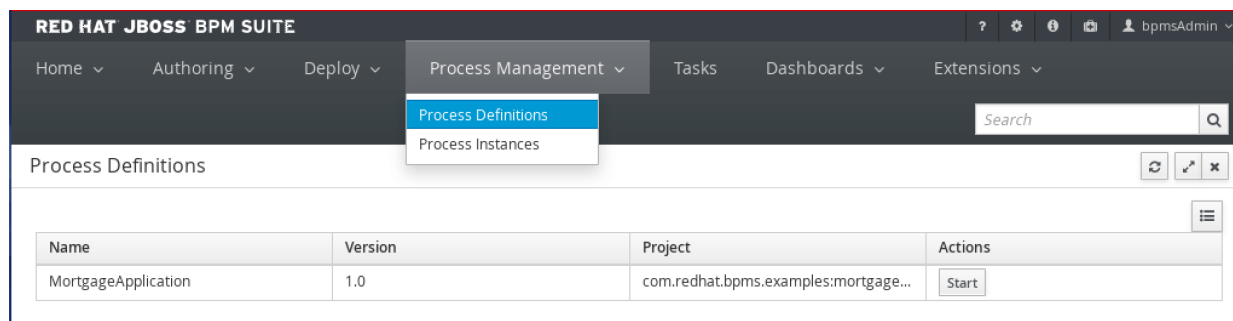 RED HAT JBOSS BPM SUITE
? bpmsAdmin
Home Authoring Deploy Process Management Tasks Dashboards Extensions
Process Definitions
Search
Process Instances
Process Definitions
Name Version Project Actions
MortgageApplication 1.0 com.redhat.bpms.examples:mortgage... Start